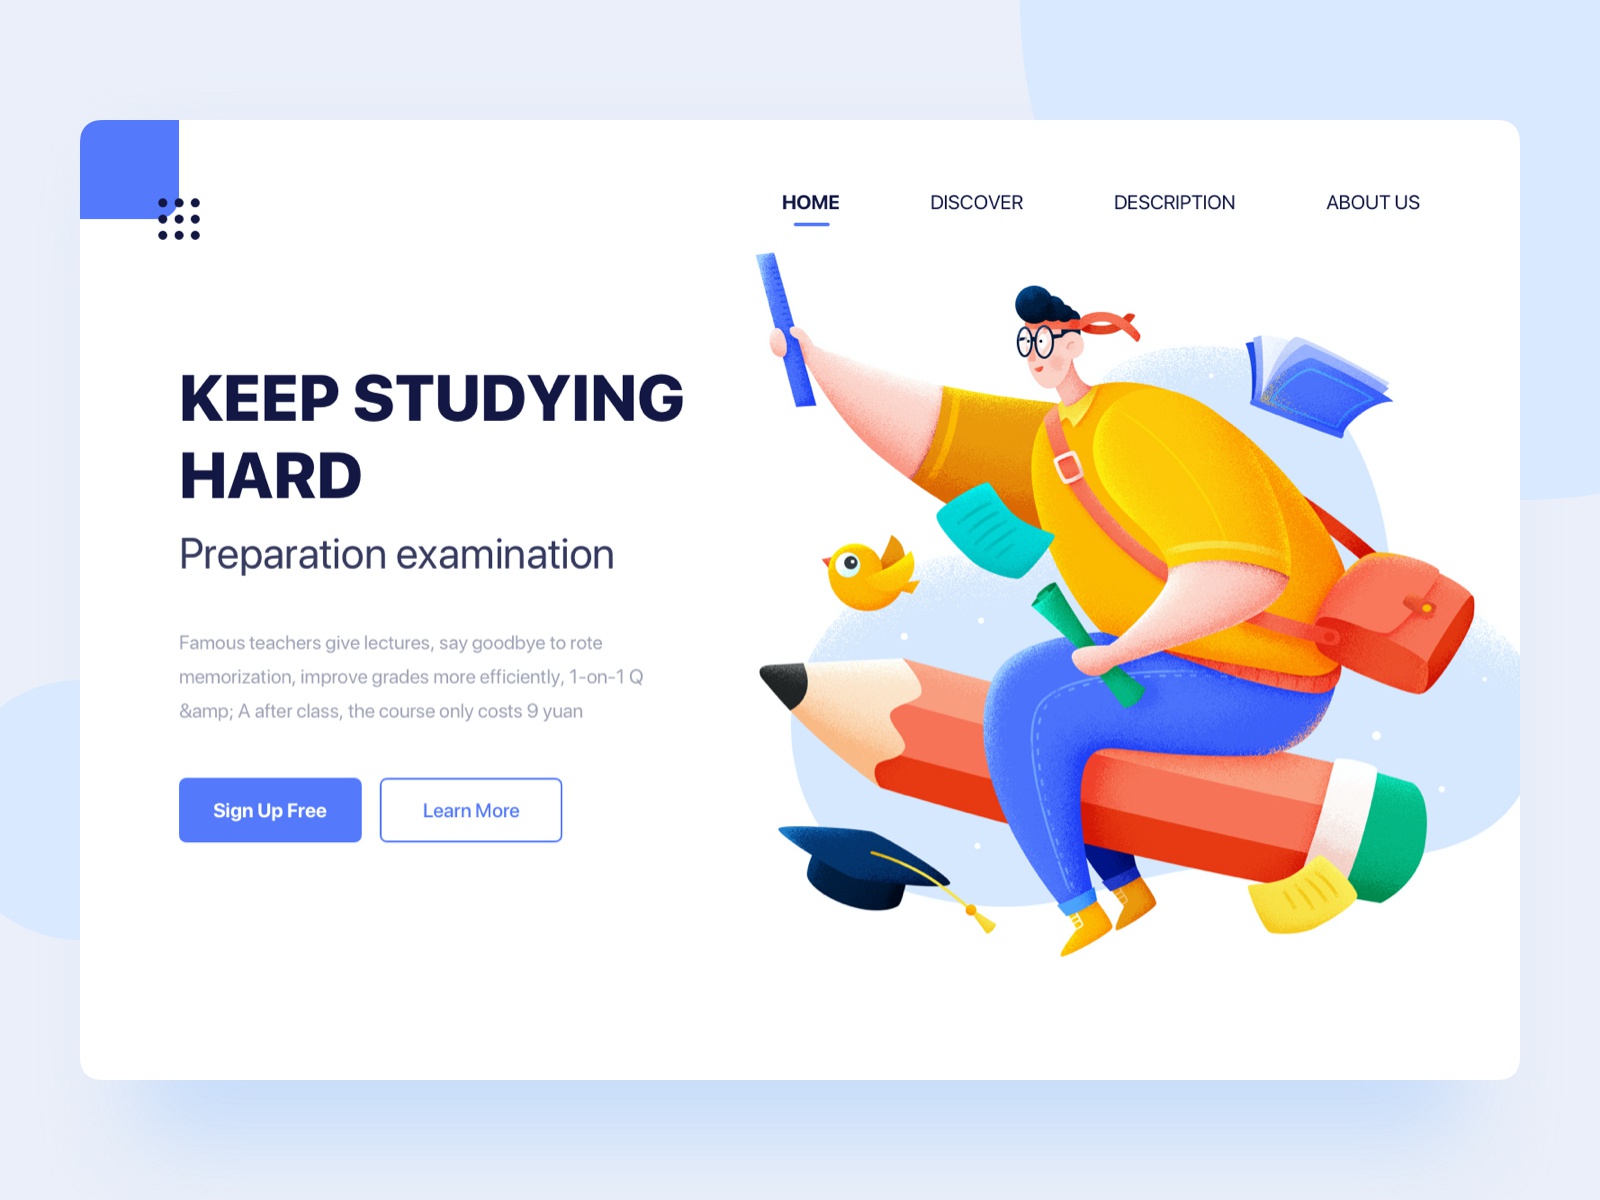 HOME DISCOVER DESCRIPTION ABOUT US
KEEP STUDYING
HARD
Preparation examination
Famous teachers give lectures, say goodbye to rote
memorization, improve grades more efficiently, 1-on-1 Q
&amp; A after class, the course only costs 9 yuan
Sign Up Free Learn More